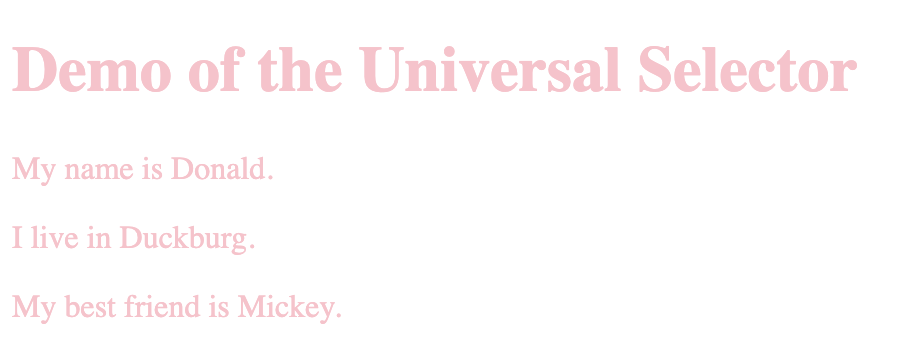 Demo of the Universal Selector
My name is Donald.
I live in Duckburg.
My best friend is Mickey.